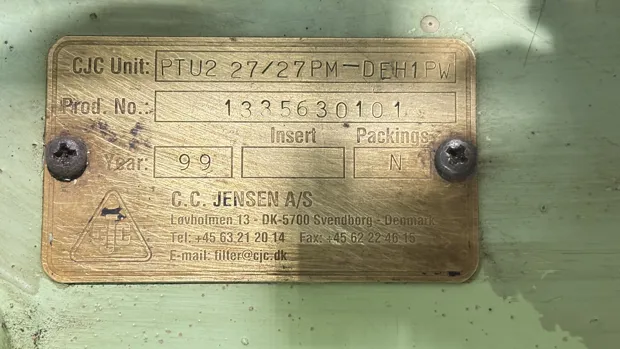 CJC Unit: PTU2 27/27PM-DEH1PW
Prod. No.: 1335630101
Insert Packings
Year: 99 N
C.C. JENSEN A/S
Løvholmen 13 - DK-5700 Svendborg - Denmark
Tel: +45 63 21 20 14 Fax: +45 62 22 46 15
E-mail: filter@cjc.dk
CJC